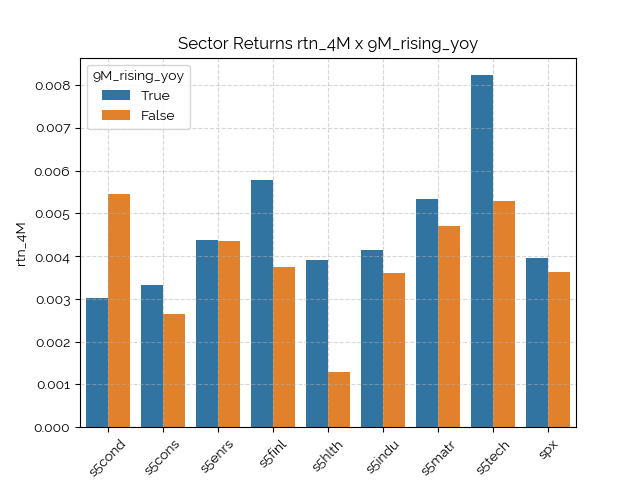 Sector Returns rtn_4M x 9M_rising_yoy
9M_rising_yoy
True
False
0.008
0.007
0.006
0.005
0.004
0.003
0.002
0.001
0.000
rtn_4M
s5cond
s5cons
s5enrs
s5finl
s5hlth
s5indu
s5matr
s5tech
spx